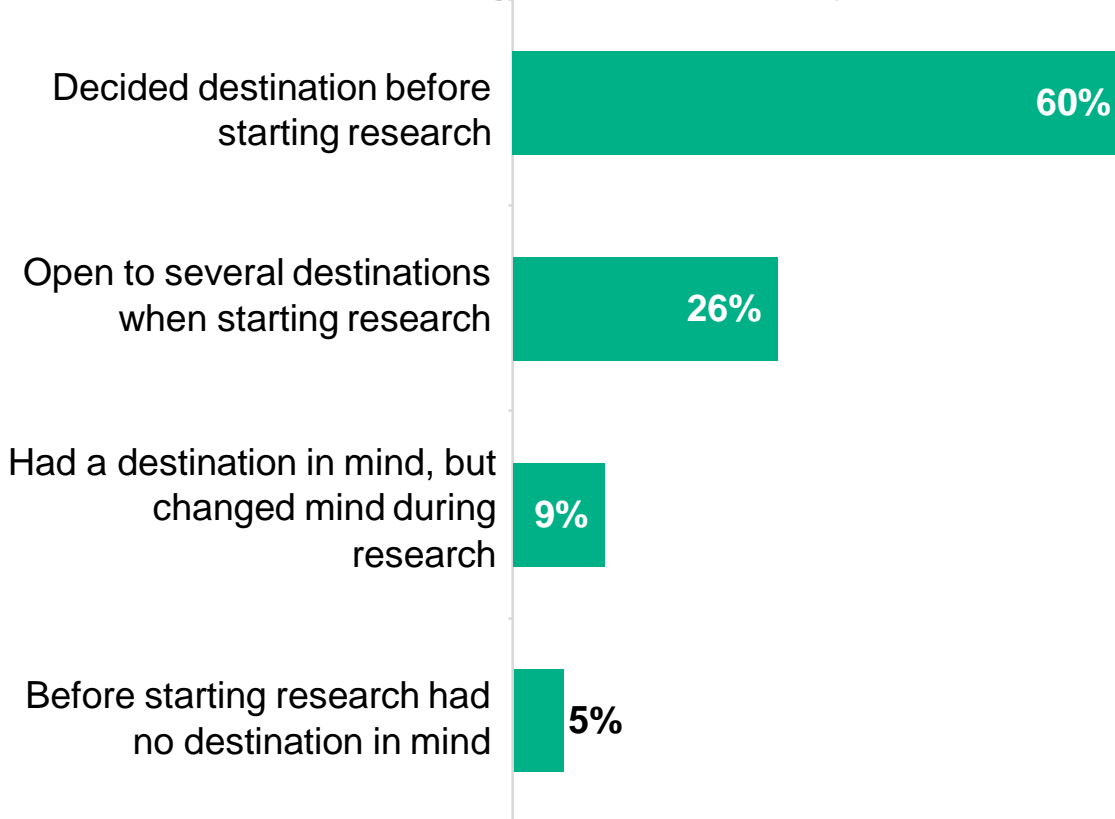 Decided destination before
starting research
60%
Open to several destinations
when starting research
26%
Had a destination in mind, but
changed mind during
research
9%
Before starting research had
no destination in mind
5%